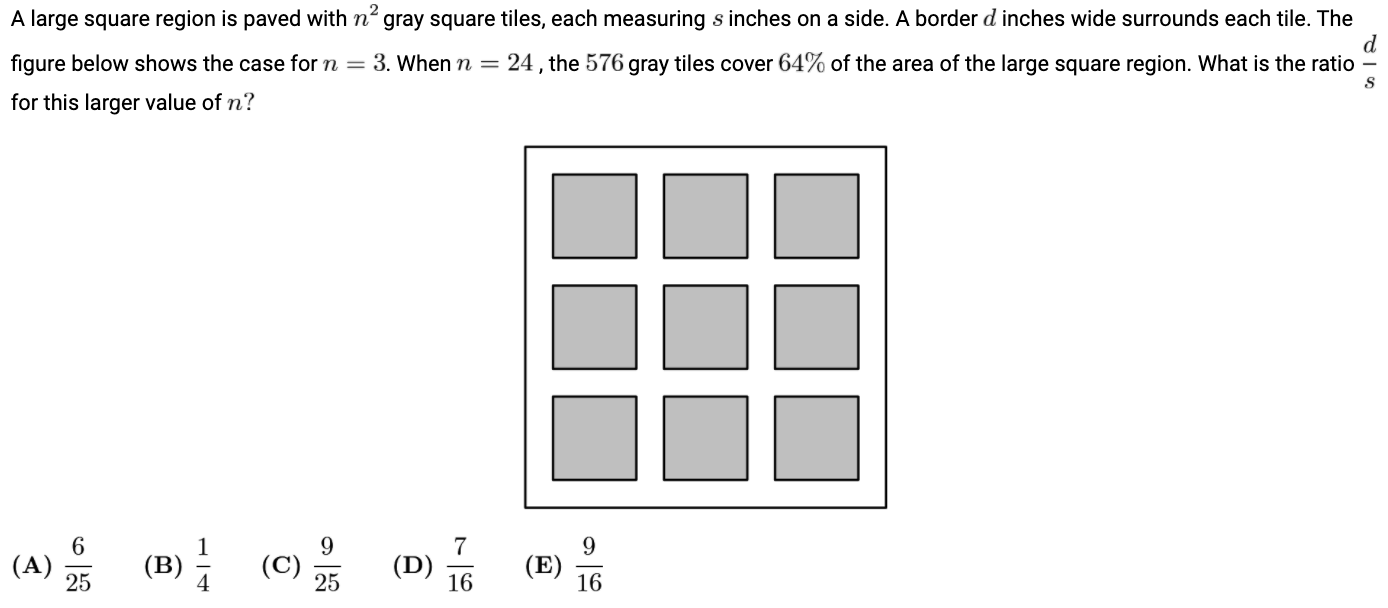 A large square region is paved with $n^2$ gray square tiles, each measuring $s$ inches on a side. A border $d$ inches wide surrounds each tile. The
figure below shows the case for $n = 3$. When $n = 24$ , the $576$ gray tiles cover $64\%$ of the area of the large square region. What is the ratio $\frac{d}{s}$
for this larger value of $n$?
(A) $\frac{6}{25}$ (B) $\frac{1}{4}$ (C) $\frac{9}{25}$ (D) $\frac{7}{16}$ (E) $\frac{9}{16}$